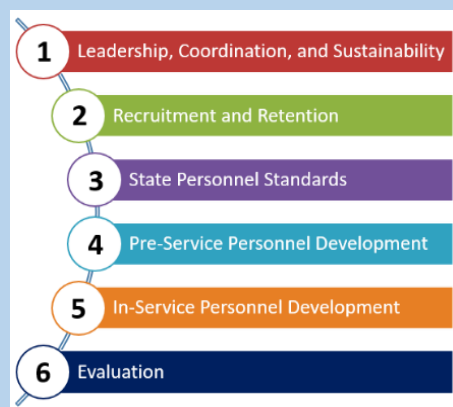 1 Leadership, Coordination, and Sustainability
2 Recruitment and Retention
3 State Personnel Standards
4 Pre-Service Personnel Development
5 In-Service Personnel Development
6 Evaluation